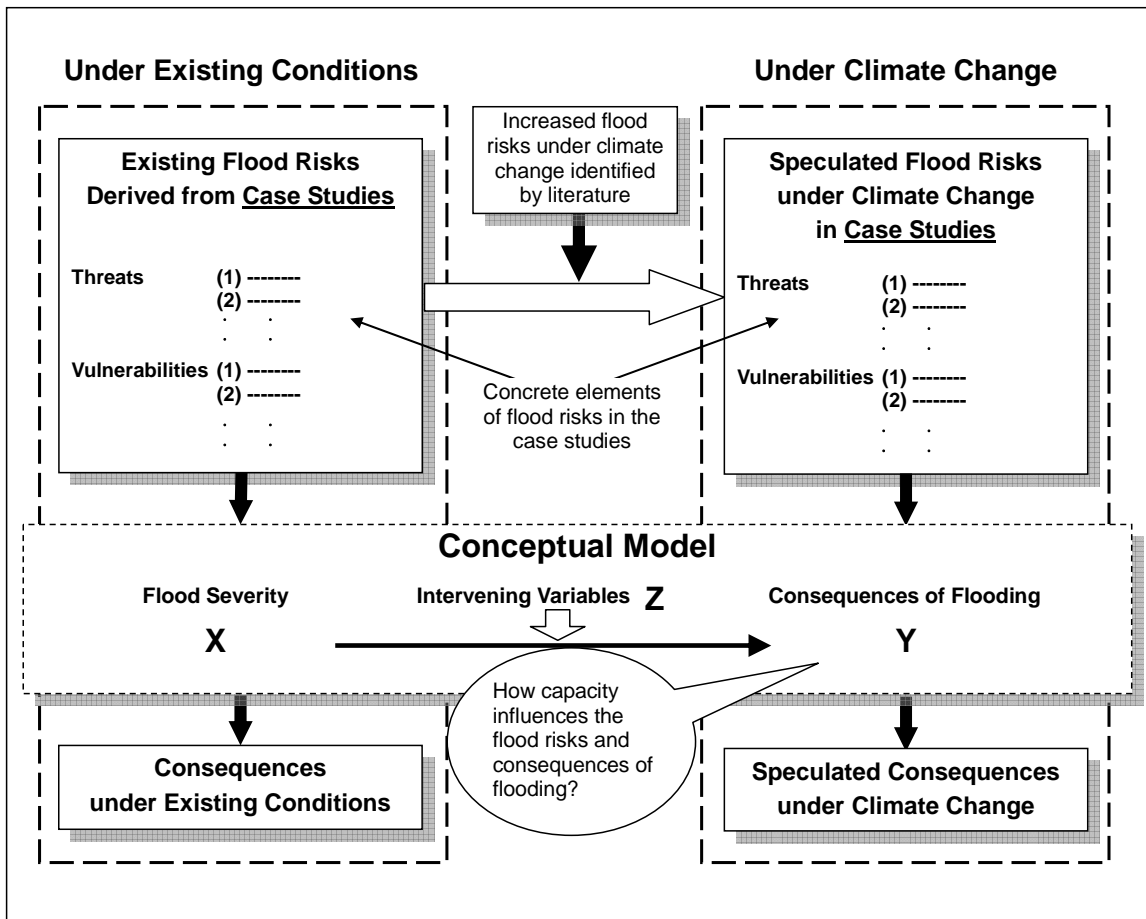 Under Existing Conditions
Under Climate Change
Increased flood
risks under climate
change identified
by literature
Existing Flood Risks
Derived from Case Studies
Threats (1) --------
(2) --------
. .
. .
Vulnerabilities (1) --------
(2) --------
. .
. .
Speculated Flood Risks
under Climate Change
in Case Studies
Threats (1) --------
(2) --------
. .
. .
Vulnerabilities (1) --------
(2) --------
. .
. .
Concrete elements
of flood risks in the
case studies
Conceptual Model
Flood Severity
X
Intervening Variables Z
Consequences of Flooding
Y
How capacity
influences the
flood risks and
consequences of
flooding?
Consequences
under Existing Conditions
Speculated Consequences
under Climate Change